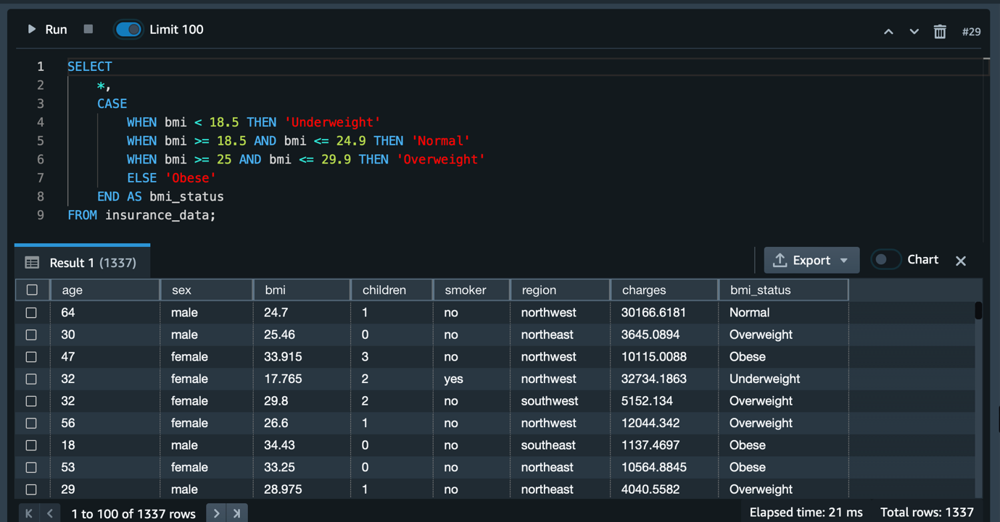 Run Limit 100 #29
1 SELECT
2 *,
3 CASE
4 WHEN bmi < 18.5 THEN 'Underweight'
5 WHEN bmi >= 18.5 AND bmi <= 24.9 THEN 'Normal'
6 WHEN bmi >= 25 AND bmi <= 29.9 THEN 'Overweight'
7 ELSE 'Obese'
8 END AS bmi_status
9 FROM insurance_data;
Result 1 (1337) Export Chart
age sex bmi children smoker region charges bmi_status
64 male 24.7 1 no northwest 30166.6181 Normal
30 male 25.46 0 no northeast 3645.0894 Overweight
47 female 33.915 3 no northwest 10115.0088 Obese
32 female 17.765 2 yes northwest 32734.1863 Underweight
32 female 29.8 2 no southwest 5152.134 Overweight
56 female 26.6 1 no northwest 12044.342 Overweight
18 male 34.43 0 no southeast 1137.4697 Obese
53 female 33.25 0 no northeast 10564.8845 Obese
29 male 28.975 1 no northeast 4040.5582 Overweight
1 to 100 of 1337 rows Elapsed time: 21 ms Total rows: 1337